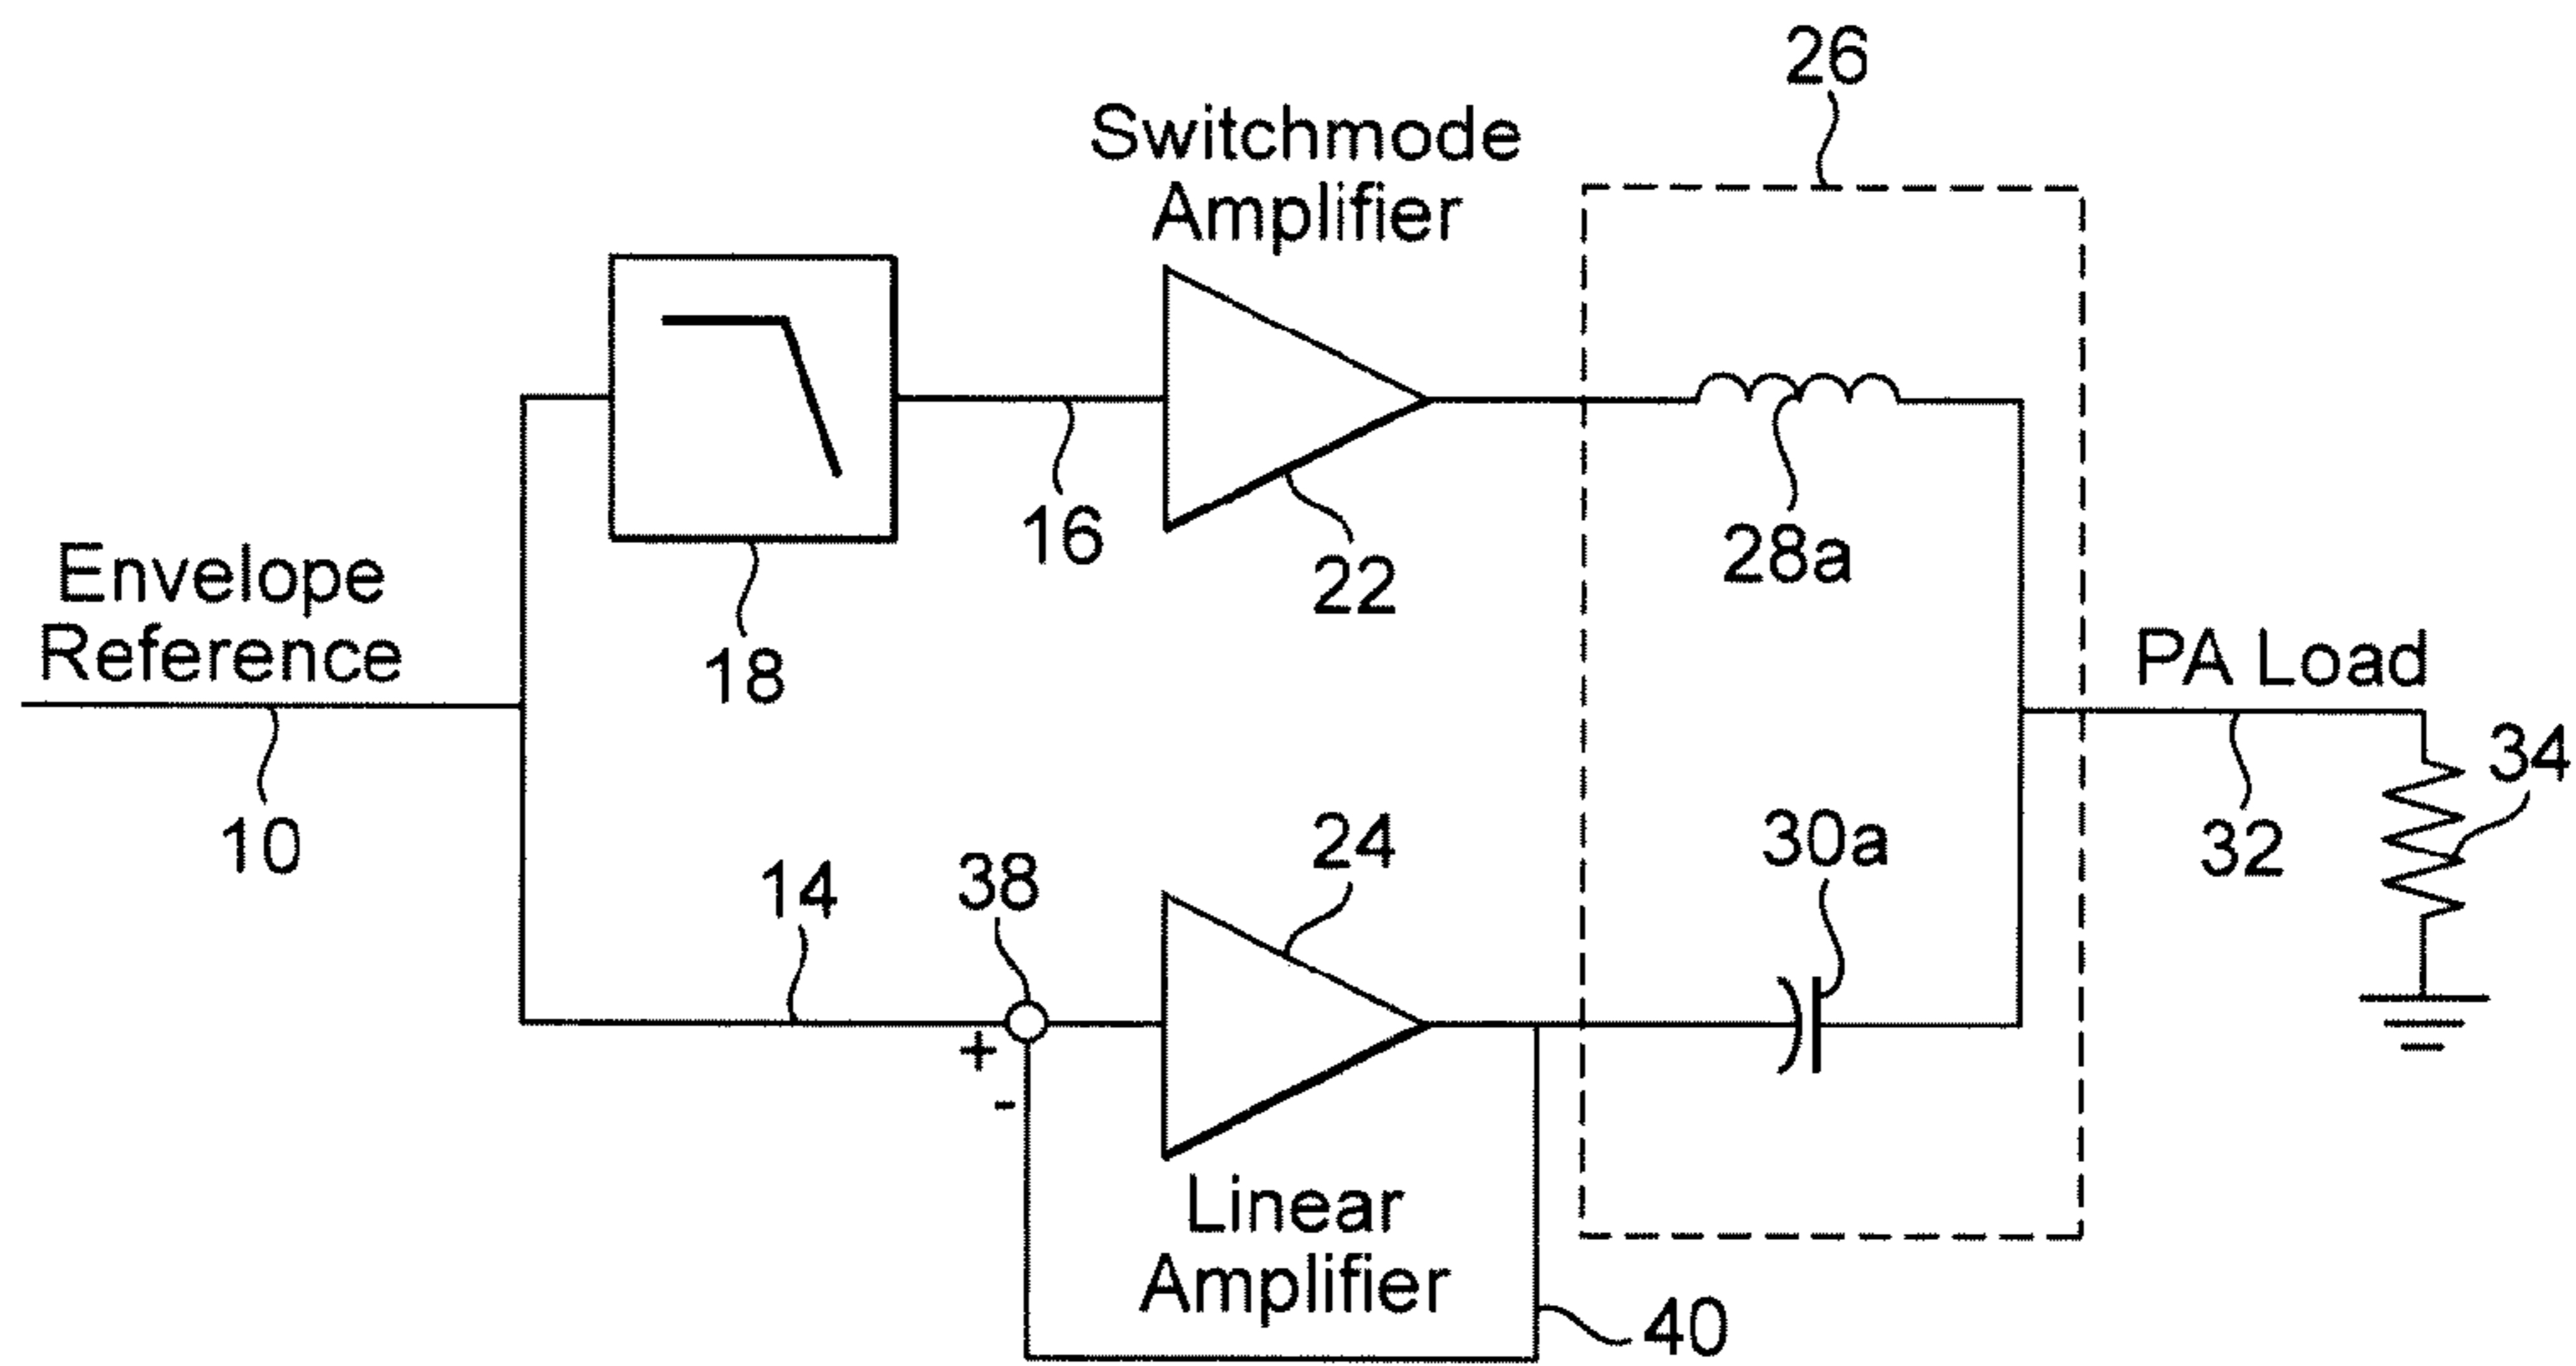 26
Switchmode
Amplifier
16
22
28a
Envelope
Reference
18
10
PA Load
34
32
24
30a
14
38
+
-
Linear
Amplifier
40